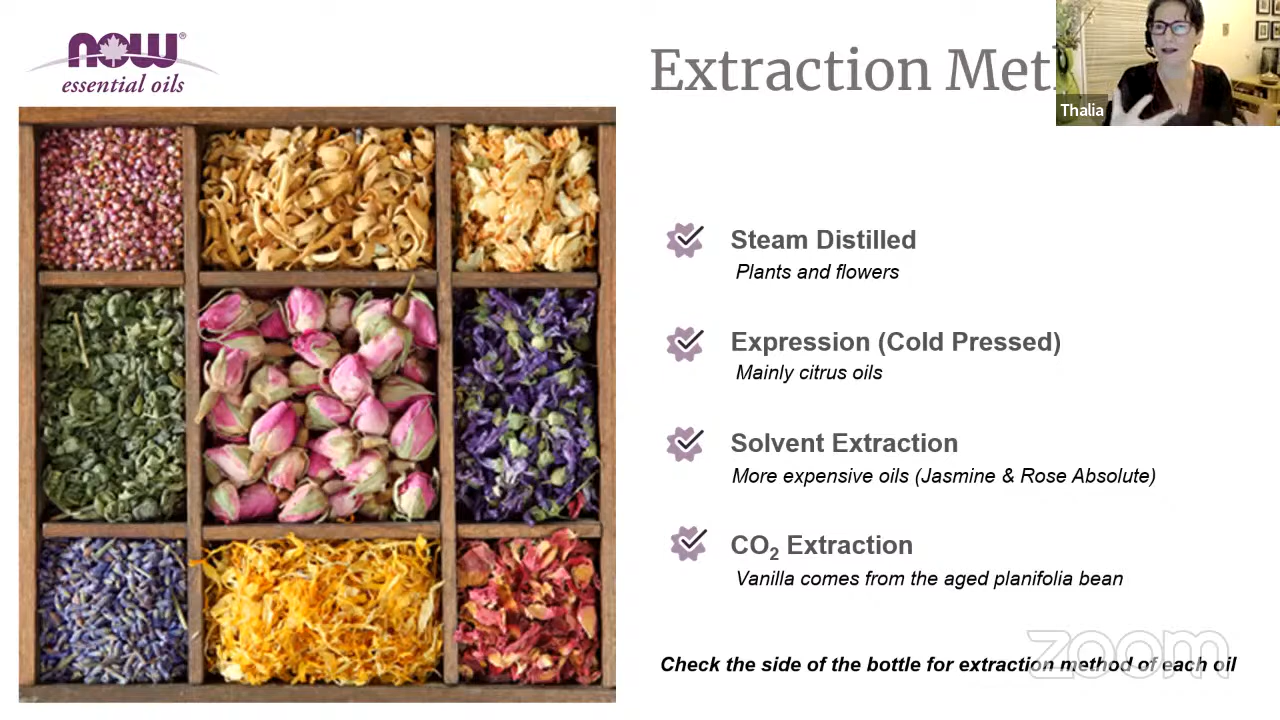 now®
essential oils
Extraction Met
Thalia
Steam Distilled
Plants and flowers
Expression (Cold Pressed)
Mainly citrus oils
Solvent Extraction
More expensive oils (Jasmine & Rose Absolute)
CO₂ Extraction
Vanilla comes from the aged planifolia bean
zoom
Check the side of the bottle for extraction method of each oil